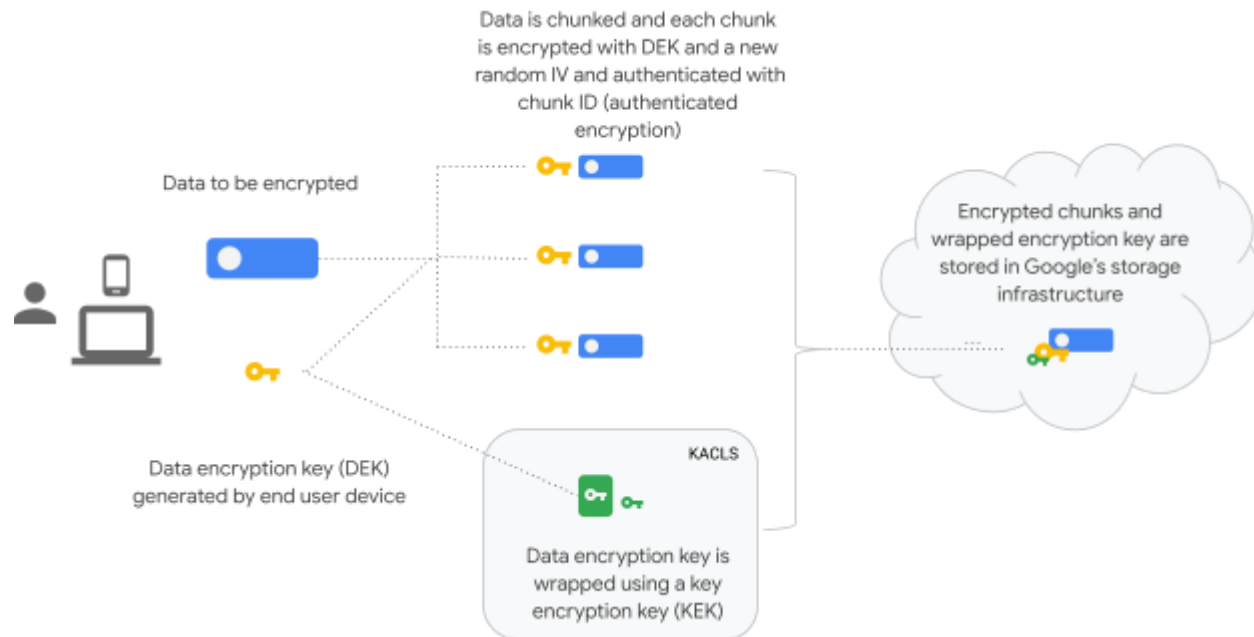 Data is chunked and each chunk
is encrypted with DEK and a new
random IV and authenticated with
chunk ID (authenticated
encryption)
Data to be encrypted
Encrypted chunks and
wrapped encryption key are
stored in Google's storage
infrastructure
...
Data encryption key (DEK)
generated by end user device
KACLS
Data encryption key is
wrapped using a key
encryption key (KEK)